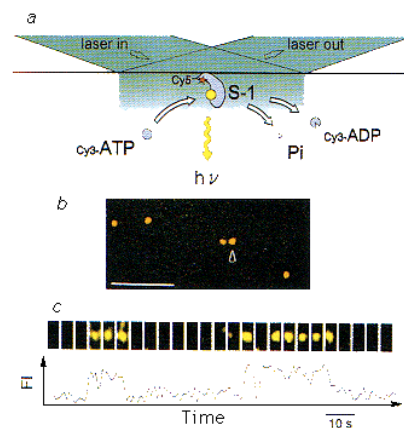 a
laser in
laser out
Cy5
S-1
Cy3-ATP
Pi
Cy3-ADP
hν
b
c
FI
Time
10 s